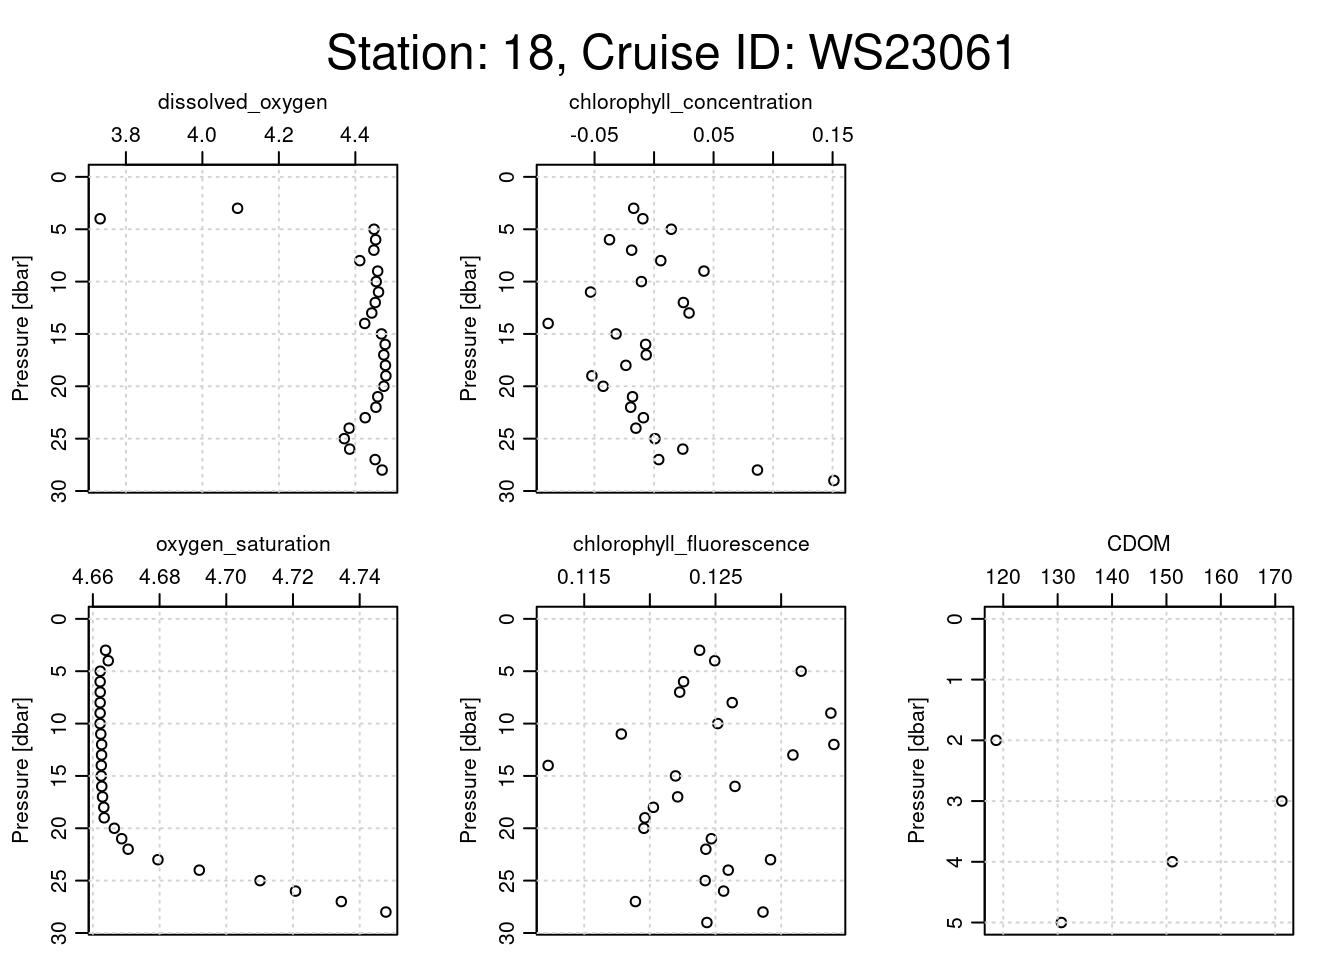 Station: 18, Cruise ID: WS23061
dissolved_oxygen
3.8 4.0 4.2 4.4
Pressure [dbar]
0
5
10
15
20
25
30
chlorophyll_concentration
-0.05 0.05 0.15
Pressure [dbar]
0
5
10
15
20
25
30
oxygen_saturation
4.66 4.68 4.70 4.72 4.74
Pressure [dbar]
0
5
10
15
20
25
30
chlorophyll_fluorescence
0.115 0.125
Pressure [dbar]
0
5
10
15
20
25
30
CDOM
120 130 140 150 160 170
Pressure [dbar]
0
1
2
3
4
5